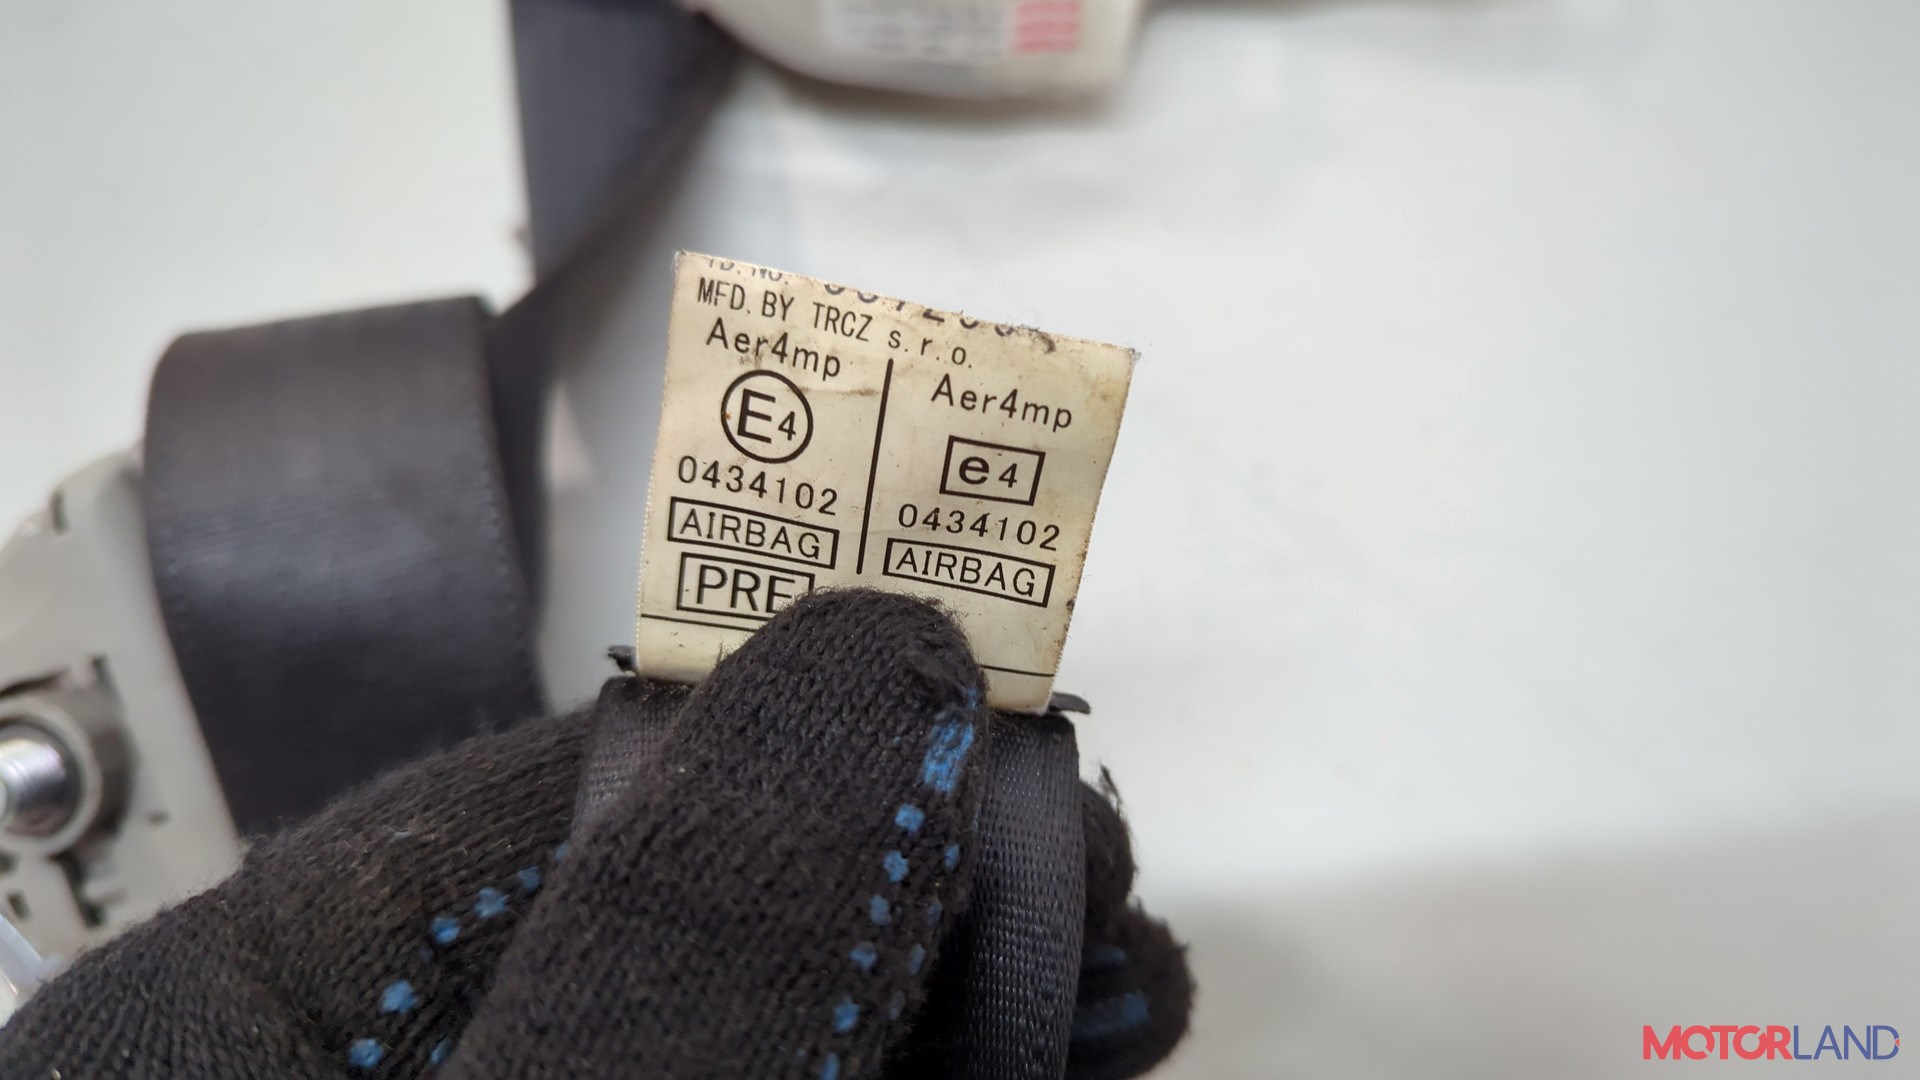 MFD. BY TRCZ s.r.o.
Aer4mp
E4
0434102
AIRBAG
PRE
Aer4mp
e4
0434102
AIRBAG
MOTORLAND